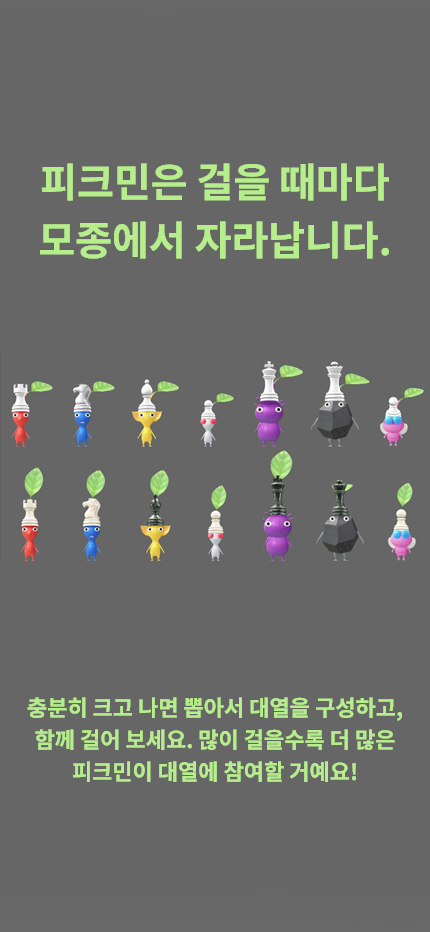 피크민은 걸을 때마다
모종에서 자라납니다.
충분히 크고 나면 뽑아서 대열을 구성하고,
함께 걸어 보세요. 많이 걸을수록 더 많은
피크민이 대열에 참여할 거예요!